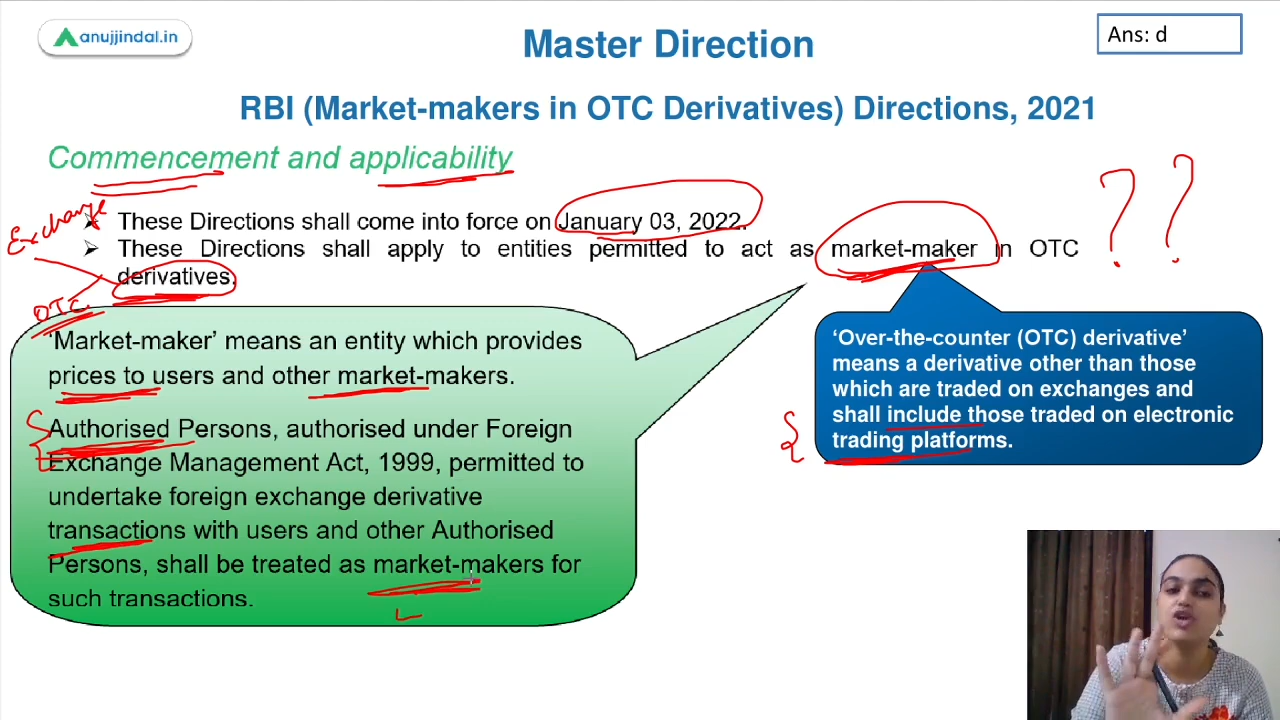 anujjindal.in
Ans: d
Master Direction
RBI (Market-makers in OTC Derivatives) Directions, 2021
Commencement and applicability
Exchange
These Directions shall come into force on January 03, 2022.
These Directions shall apply to entities permitted to act as market-maker in OTC
derivatives.
??
OTC
‘Market-maker’ means an entity which provides
prices to users and other market-makers.
Authorised Persons, authorised under Foreign
Exchange Management Act, 1999, permitted to
undertake foreign exchange derivative
transactions with users and other Authorised
Persons, shall be treated as market-makers for
such transactions.
‘Over-the-counter (OTC) derivative’
means a derivative other than those
which are traded on exchanges and
shall include those traded on electronic
trading platforms.